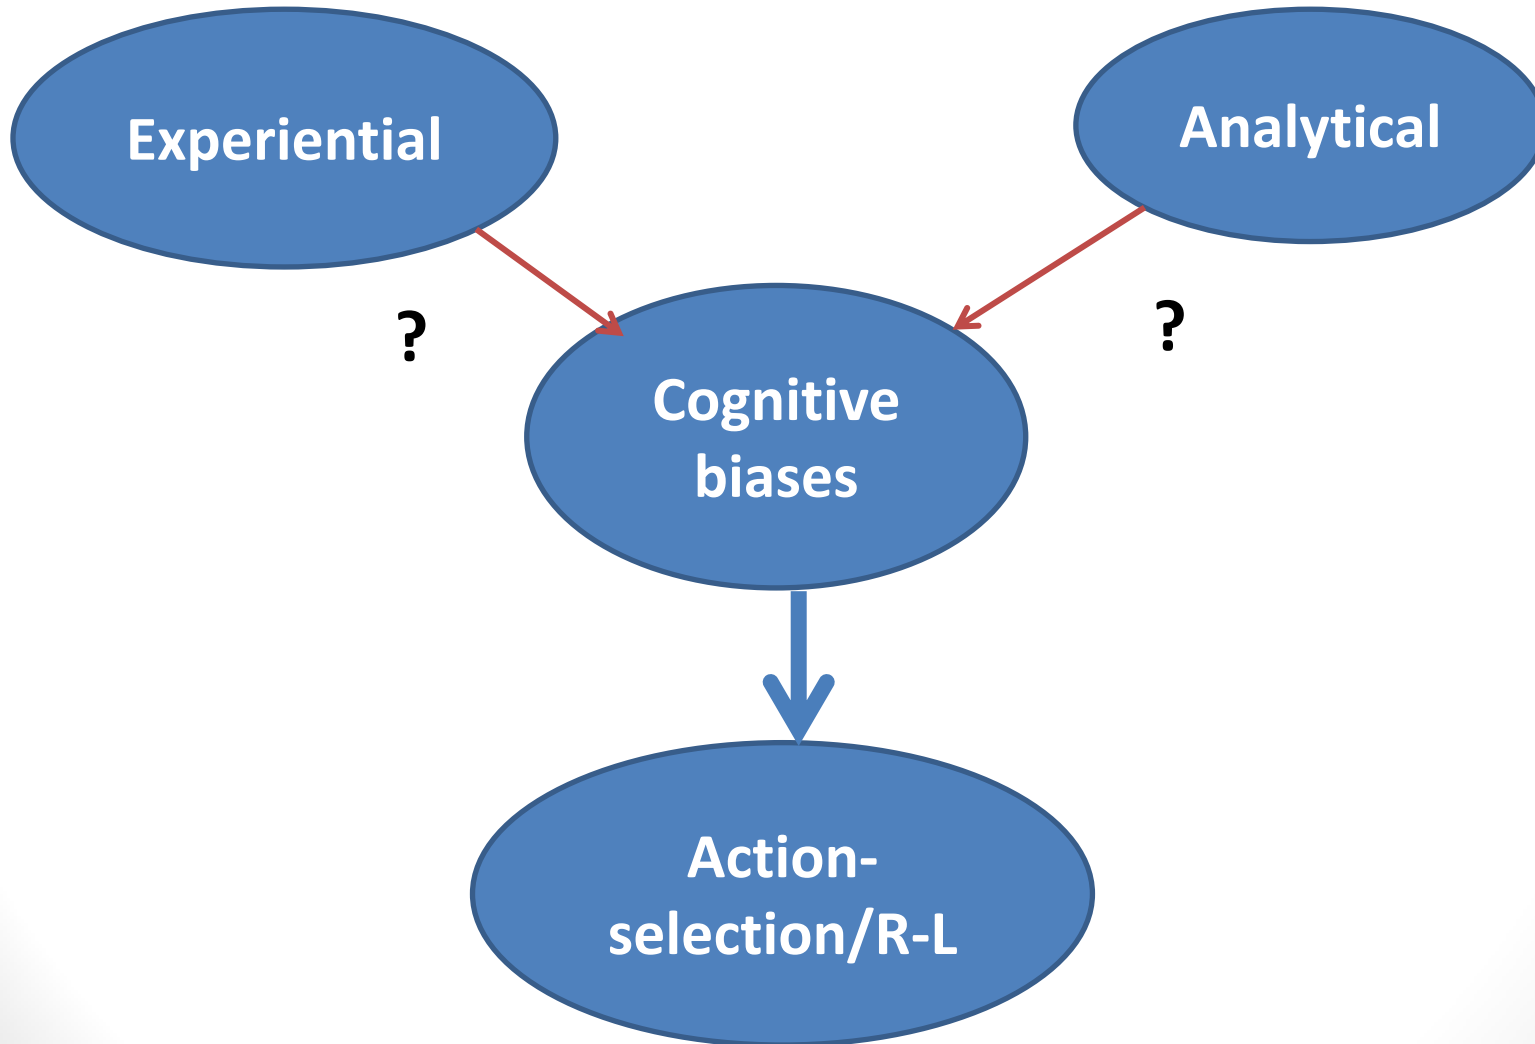 Experiential
Analytical
?
?
Cognitive
biases
Action-
selection/R-L